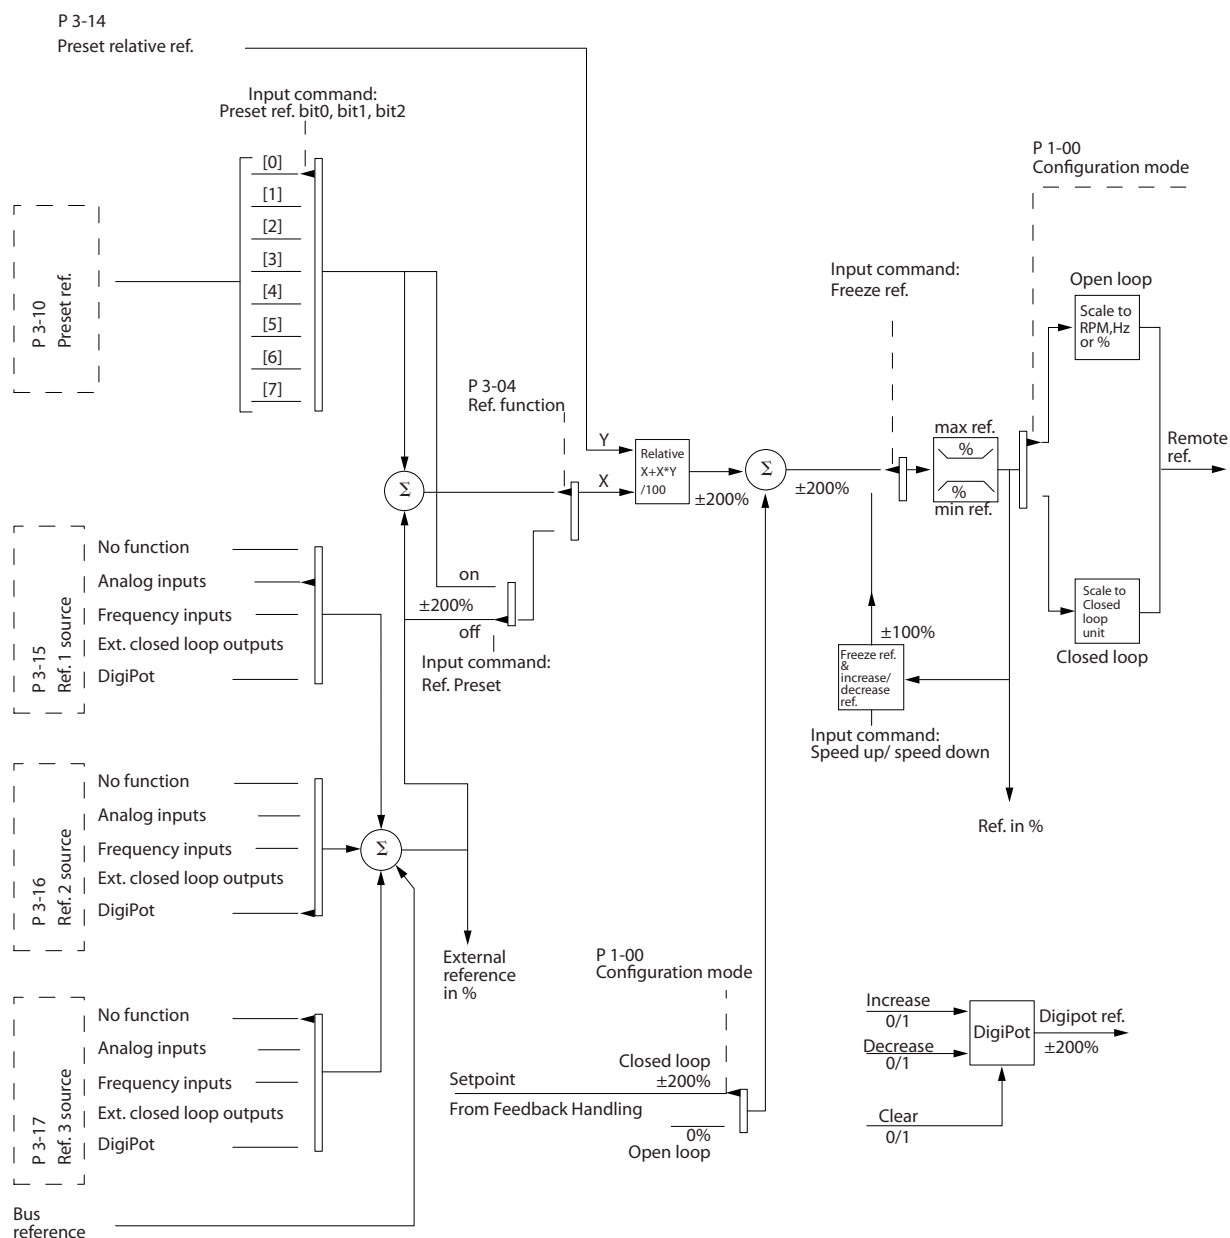 P 3-14
Preset relative ref.
Input command:
Preset ref. bit0, bit1, bit2
P 3-10
Preset ref.
[0]
[1]
[2]
[3]
[4]
[5]
[6]
[7]
P 1-00
Configuration mode
Input command:
Freeze ref.
Open loop
Scale to
RPM,Hz
or %
P 3-04
Ref. function
Y
X
Relative
X+X*Y
/100
±200%
Σ
±200%
max ref.
%
%
min ref.
Remote
ref.
Σ
P 3-15
Ref. 1 source
No function
Analog inputs
Frequency inputs
Ext. closed loop outputs
DigiPot
on
±200%
off
Input command:
Ref. Preset
±100%
Freeze ref.
&
increase/
decrease
ref.
Input command:
Speed up/ speed down
Scale to
Closed
loop
unit
Closed loop
Ref. in %
P 3-16
Ref. 2 source
No function
Analog inputs
Frequency inputs
Ext. closed loop outputs
DigiPot
Σ
External
reference
in %
P 1-00
Configuration mode
P 3-17
Ref. 3 source
No function
Analog inputs
Frequency inputs
Ext. closed loop outputs
DigiPot
Closed loop
Setpoint
±200%
From Feedback Handling
0%
Open loop
Increase
0/1
Decrease
0/1
Clear
0/1
DigiPot
Digipot ref.
±200%
Bus
reference